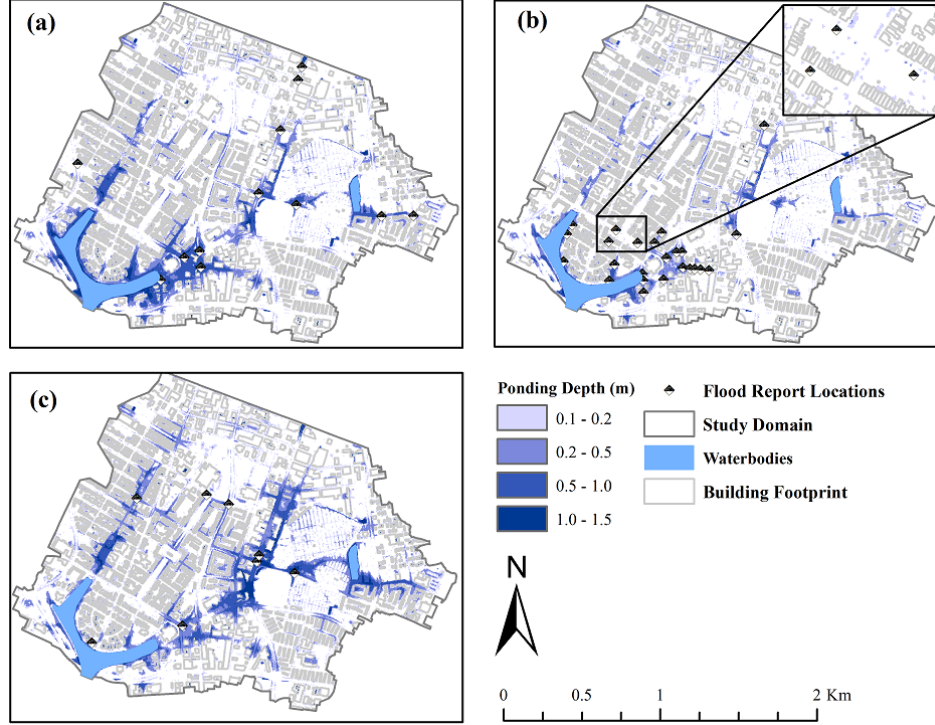 (a)
(b)
(c)
Ponding Depth (m)
0.1 - 0.2
0.2 - 0.5
0.5 - 1.0
1.0 - 1.5
Flood Report Locations
Study Domain
Waterbodies
Building Footprint
N
0 0.5 1 2 Km